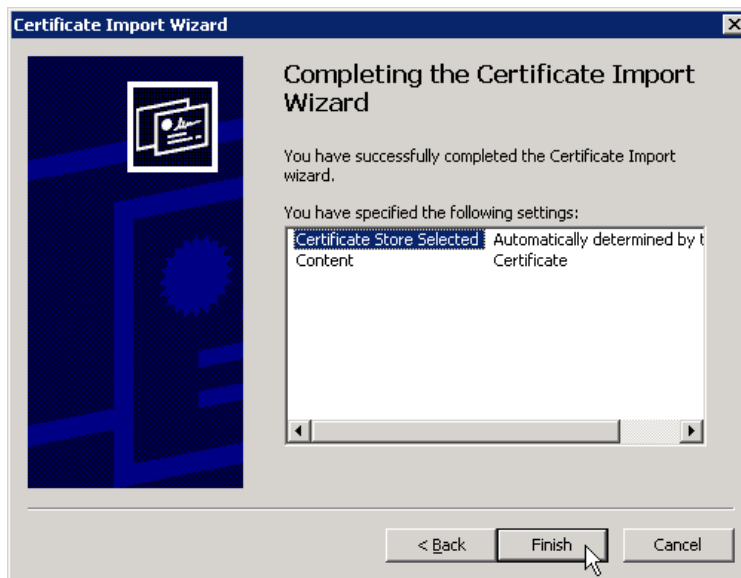 Certificate Import Wizard
Completing the Certificate Import
Wizard
You have successfully completed the Certificate Import
wizard.
You have specified the following settings:
Certificate Store Selected Automatically determined by t
Content Certificate
< Back Finish Cancel